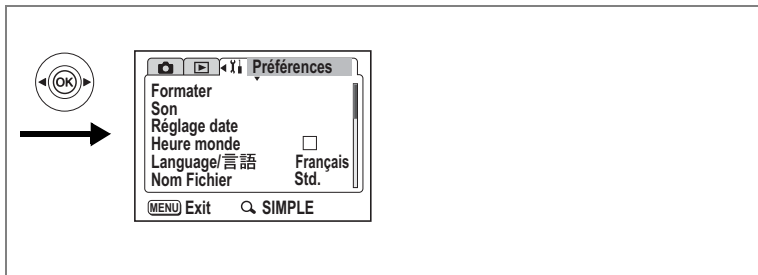 OK
Préférences
Formater
Son
Réglage date
Heure monde
Language/言語 Français
Nom Fichier Std.
MENU Exit SIMPLE